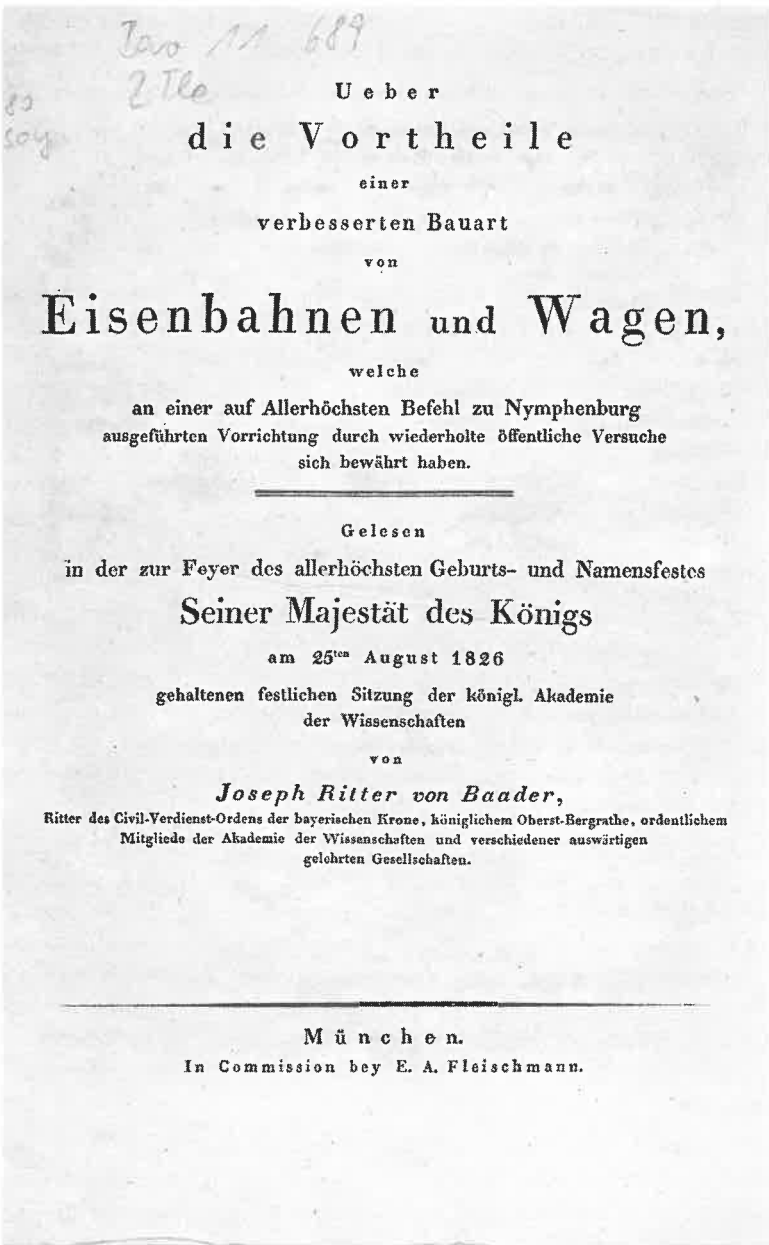 689
2 Tle
Ueber
die Vortheile
einer
verbesserten Bauart
von
Eisenbahnen und Wagen,
welche
an einer auf Allerhöchsten Befehl zu Nymphenburg
ausgeführten Vorrichtung durch wiederholte öffentliche Versuche
sich bewährt haben.
Gelesen
in der zur Feyer des allerhöchsten Geburts- und Namensfestes
Seiner Majestät des Königs
am 25ten August 1826
gehaltenen festlichen Sitzung der königl. Akademie
der Wissenschaften
von
Joseph Ritter von Baader,
Ritter des Civil-Verdienst-Ordens der bayerischen Krone, königlichem Oberst-Bergrathe, ordentlichem
Mitgliede der Akademie der Wissenschaften und verschiedener auswärtigen
gelehrten Gesellschaften.
München.
In Commission bey E. A. Fleischmann.